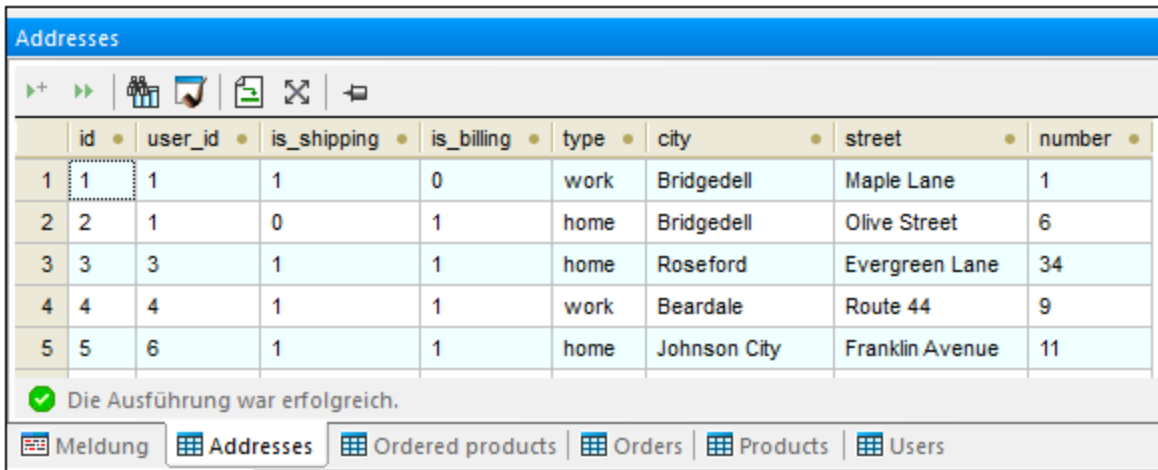 Addresses
id user_id is_shipping is_billing type city street number
1 1 1 1 0 work Bridgedell Maple Lane 1
2 2 1 0 1 home Bridgedell Olive Street 6
3 3 3 1 1 home Roseford Evergreen Lane 34
4 4 4 1 1 work Beardale Route 44 9
5 5 6 1 1 home Johnson City Franklin Avenue 11
Die Ausführung war erfolgreich.
Meldung Addresses Ordered products Orders Products Users